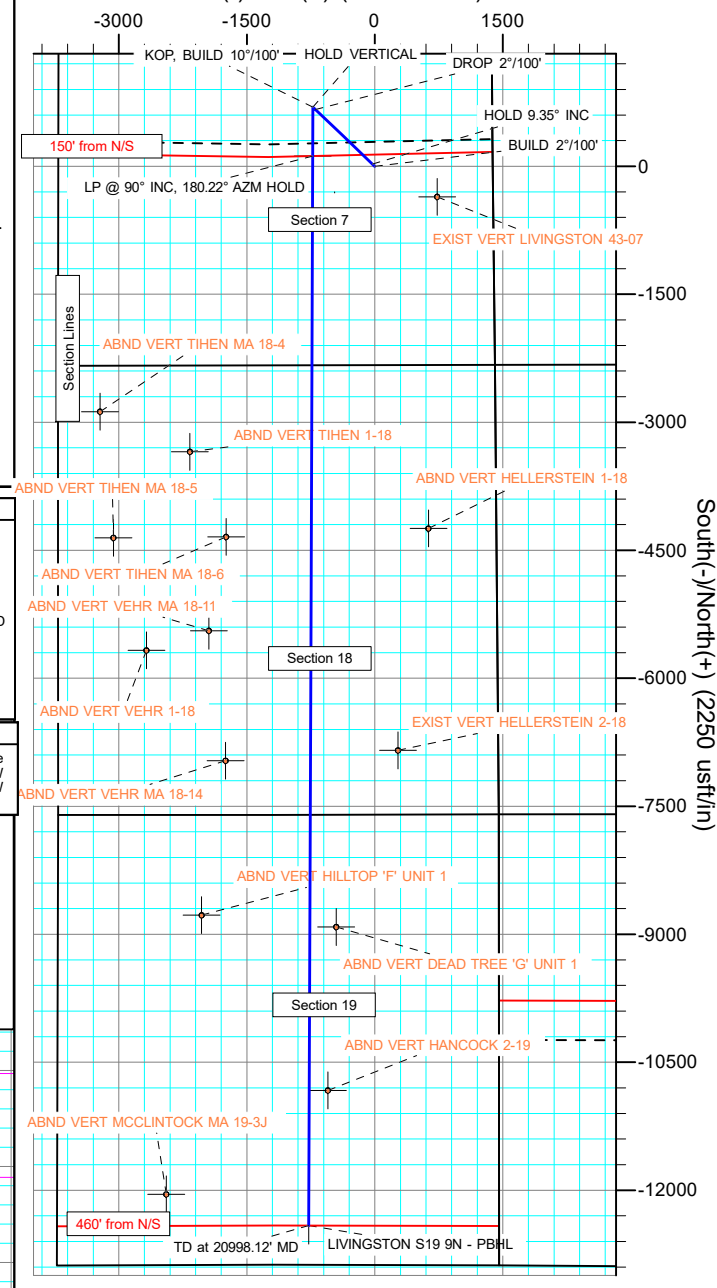 -3000 -1500 0 1500
KOP, BUILD 10°/100'
HOLD VERTICAL
DROP 2°/100'
HOLD 9.35° INC
BUILD 2°/100'
150' from N/S
0
LP @ 90° INC, 180.22° AZM HOLD
Section 7
EXIST VERT LIVINGSTON 43-07
-1500
Section Lines
ABND VERT TIHEN MA 18-4
-3000
ABND VERT TIHEN 1-18
ABND VERT HELLERSTEIN 1-18
ABND VERT TIHEN MA 18-5
-4500
ABND VERT TIHEN MA 18-6
ABND VERT VEHR MA 18-11
Section 18
-6000
ABND VERT VEHR 1-18
EXIST VERT HELLERSTEIN 2-18
ABND VERT VEHR MA 18-14
-7500
South(-)/North(+) (2250 usft/in)
ABND VERT HILLTOP 'F' UNIT 1
-9000
ABND VERT DEAD TREE 'G' UNIT 1
Section 19
ABND VERT HANCOCK 2-19
-10500
ABND VERT MCCLINTOCK MA 19-3J
-12000
460' from N/S
TD at 20998.12' MD
LIVINGSTON S19 9N - PBHL